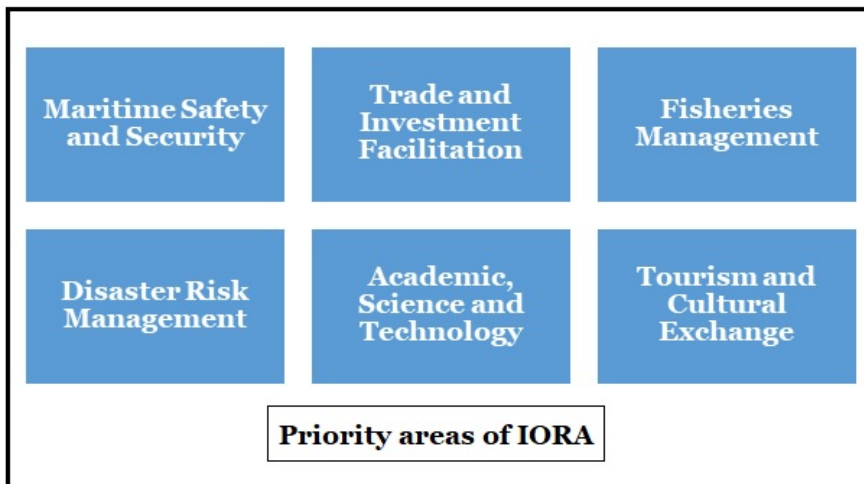 Maritime Safety
and Security
Trade and
Investment
Facilitation
Fisheries
Management
Disaster Risk
Management
Academic,
Science and
Technology
Tourism and
Cultural
Exchange
Priority areas of IORA